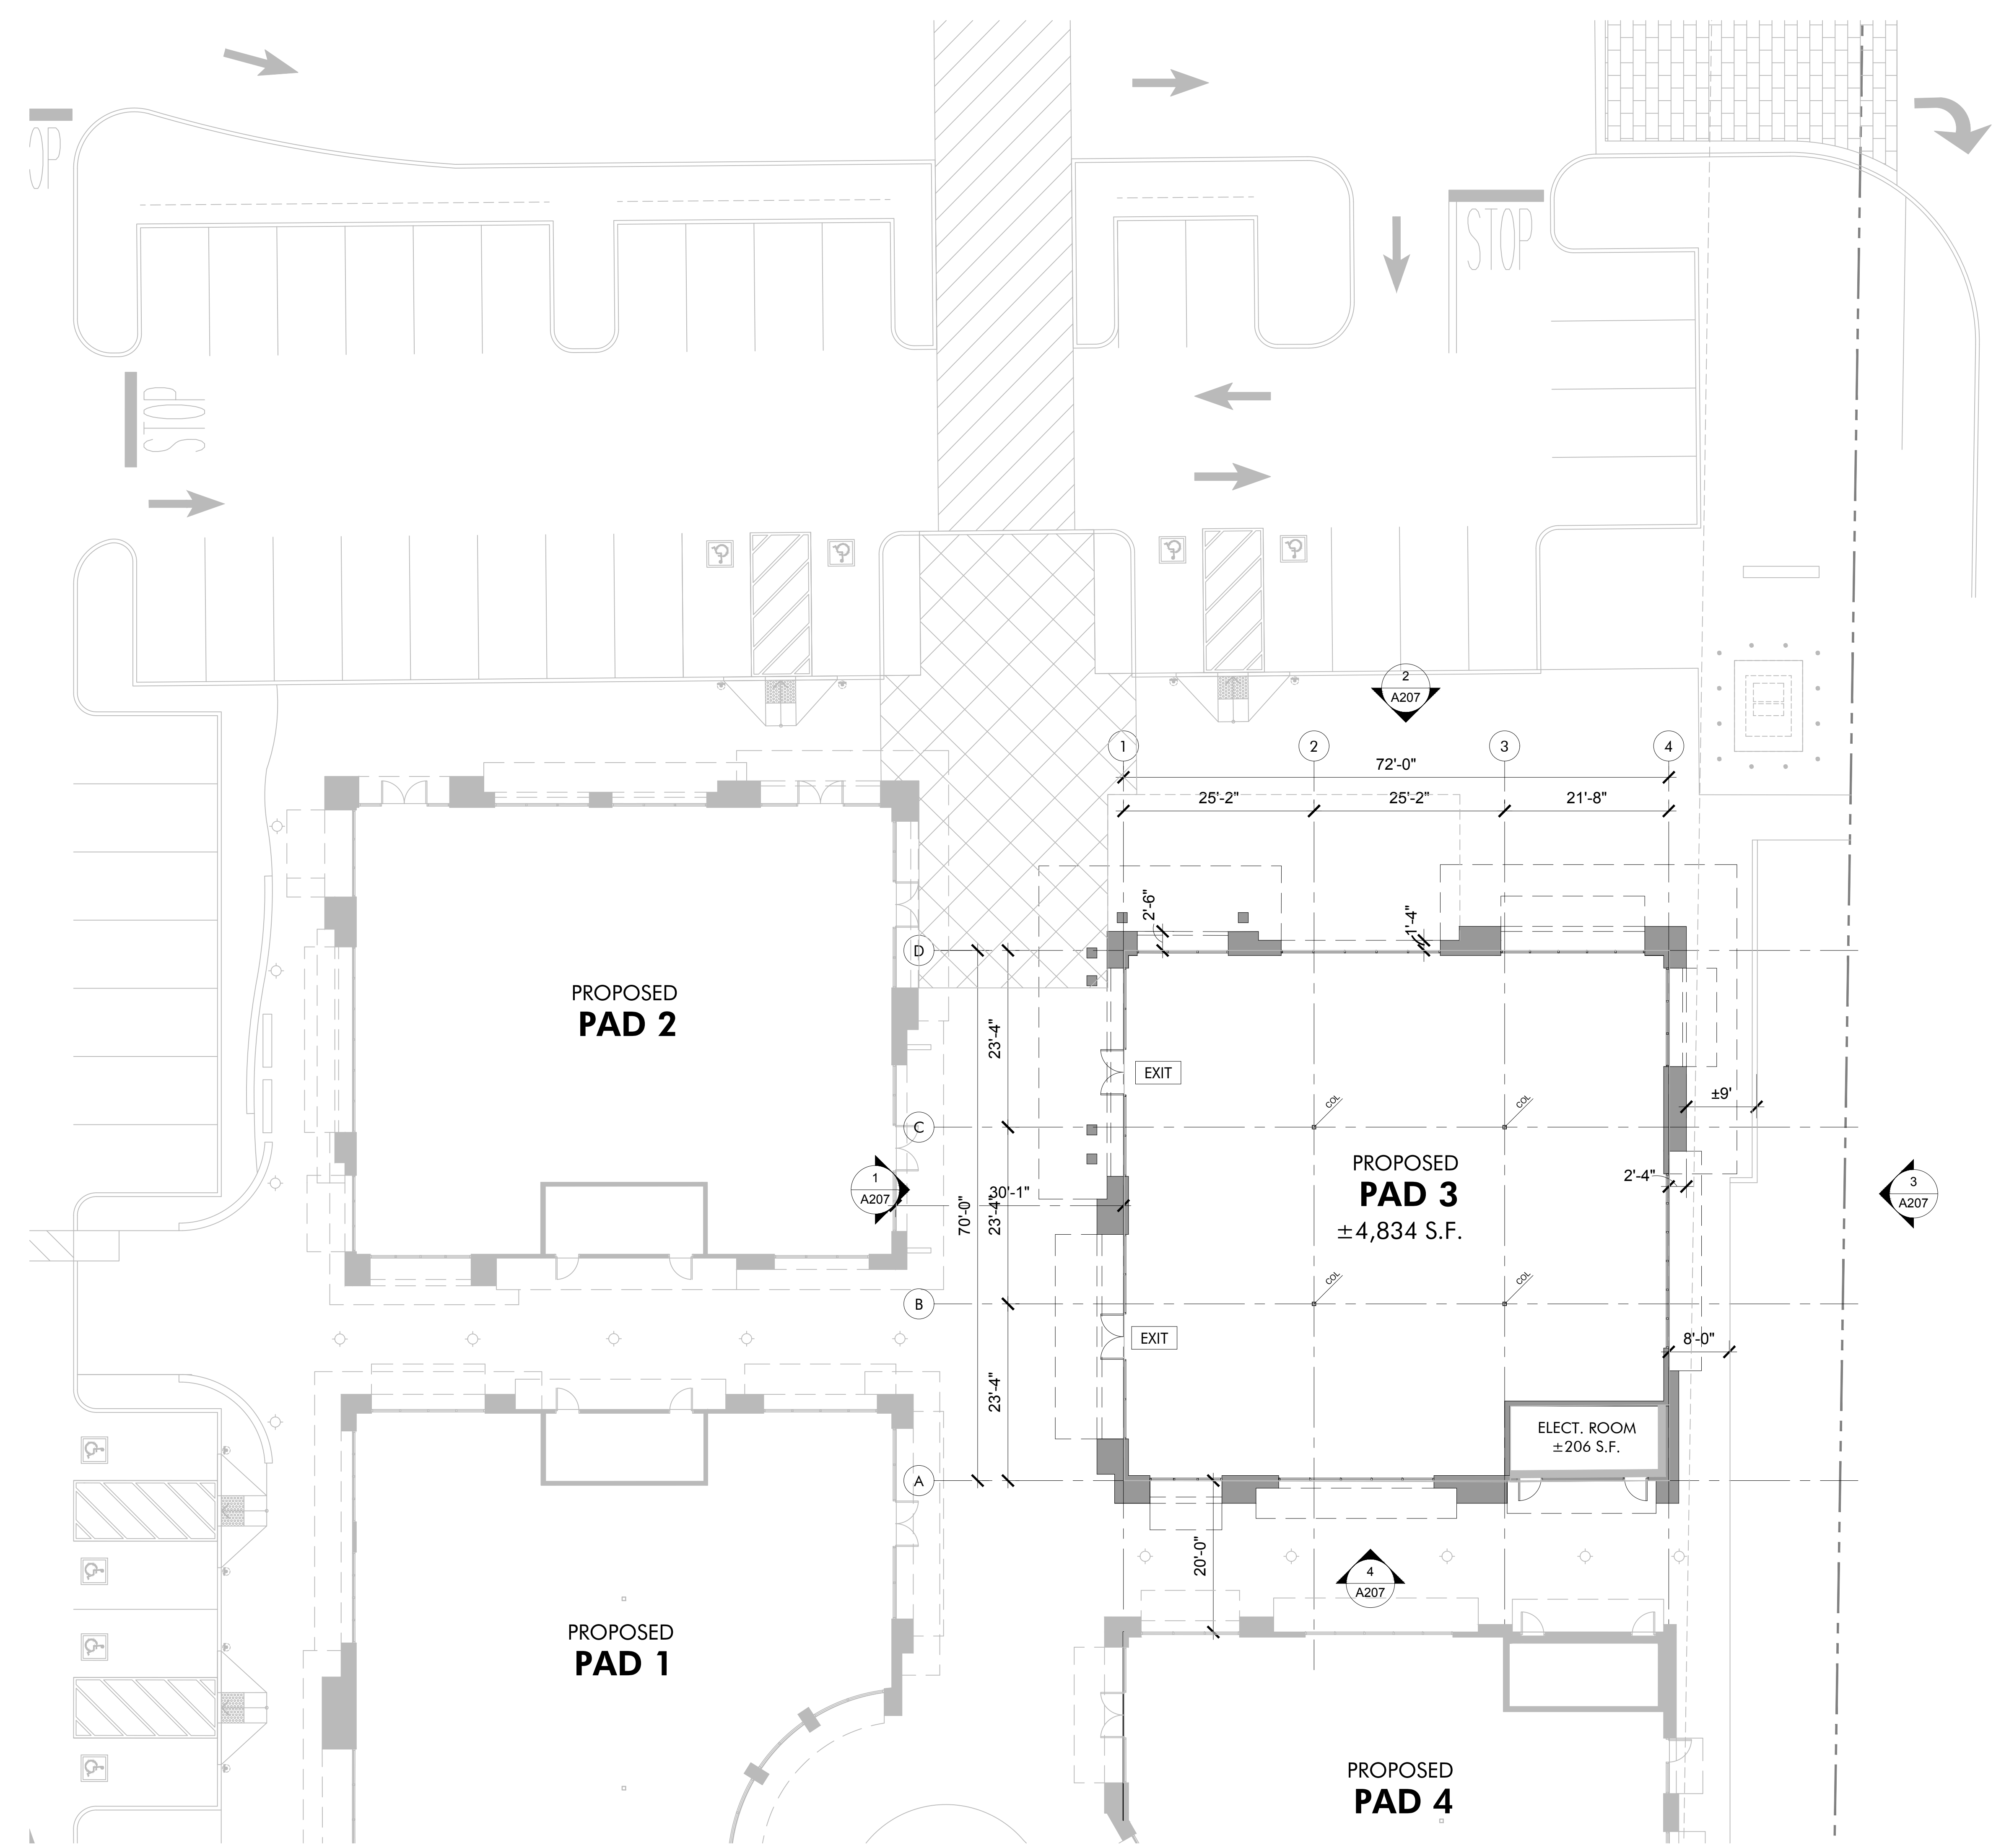 OP
STOP
STOP
2
A207
1
2
3
4
72'-0"
25'-2"
25'-2"
21'-8"
2'-6"
1'-4"
D
PROPOSED
PAD 2
23'-4"
EXIT
±9'
COL
COL
C
PROPOSED
PAD 3
±4,834 S.F.
2'-4"
1
A207
30'-1"
3
A207
70'-0"
23'-4"
COL
COL
B
EXIT
8'-0"
23'-4"
ELECT. ROOM
±206 S.F.
A
20'-0"
4
A207
PROPOSED
PAD 1
PROPOSED
PAD 4